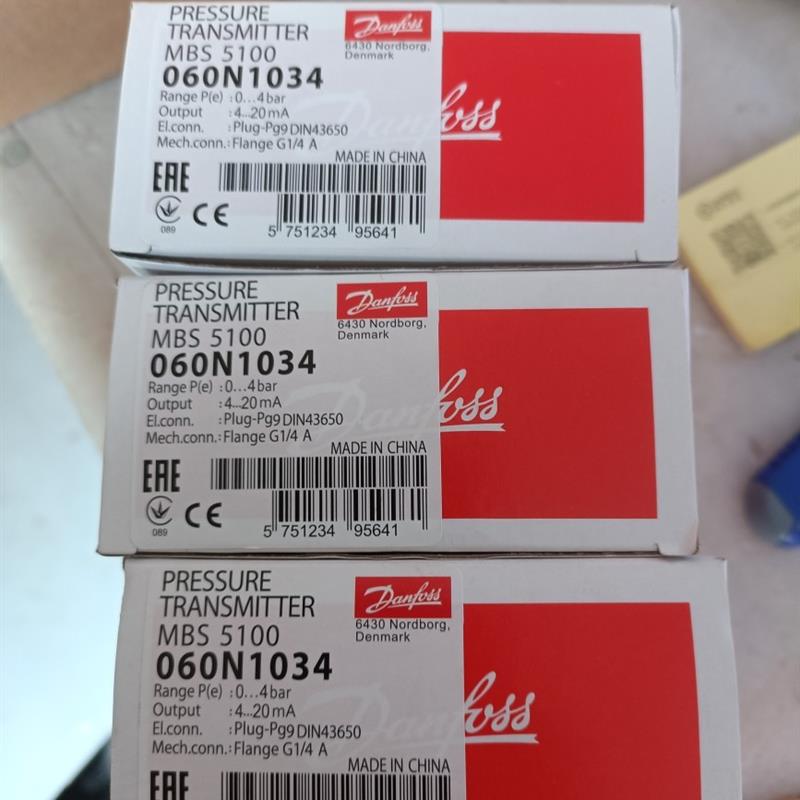 PRESSURE
TRANSMITTER
MBS 5100
060N1034
Danfoss
6430 Nordborg,
Denmark
Range P(e) : 0...4 bar
Output : 4...20 mA
El.conn. : Plug-Pg9 DIN43650
Mech.conn.: Flange G1/4 A
MADE IN CHINA
EAC
089
CE
5 751234 95641
Danfoss
PRESSURE
TRANSMITTER
MBS 5100
060N1034
Danfoss
6430 Nordborg,
Denmark
Range P(e) : 0...4 bar
Output : 4...20 mA
El.conn. : Plug-Pg9 DIN43650
Mech.conn.: Flange G1/4 A
MADE IN CHINA
EAC
089
CE
5 751234 95641
Danfoss
PRESSURE
TRANSMITTER
MBS 5100
060N1034
Danfoss
6430 Nordborg,
Denmark
Range P(e) : 0...4 bar
Output : 4...20 mA
El.conn. : Plug-Pg9 DIN43650
Mech.conn.: Flange G1/4 A
MADE IN CHINA
EAC
Danfoss